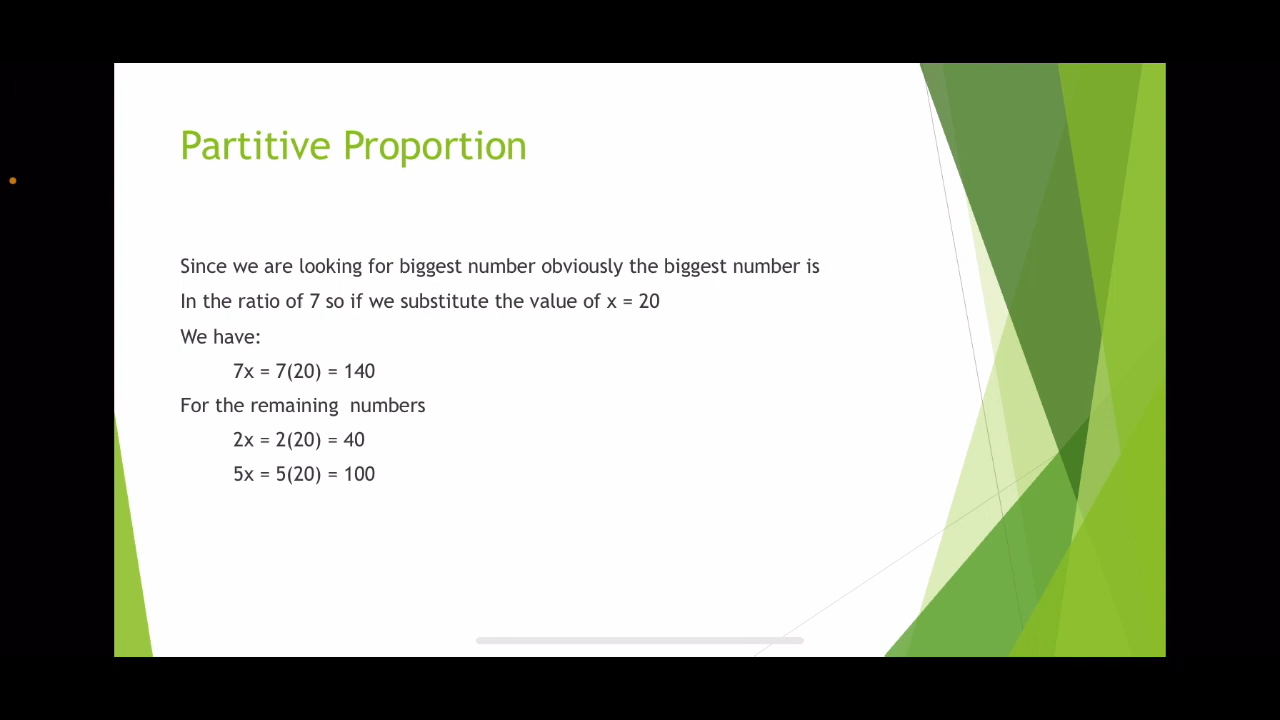 Partitive Proportion
Since we are looking for biggest number obviously the biggest number is
In the ratio of 7 so if we substitute the value of x = 20
We have:
7x = 7(20) = 140
For the remaining  numbers
2x = 2(20) = 40
5x = 5(20) = 100